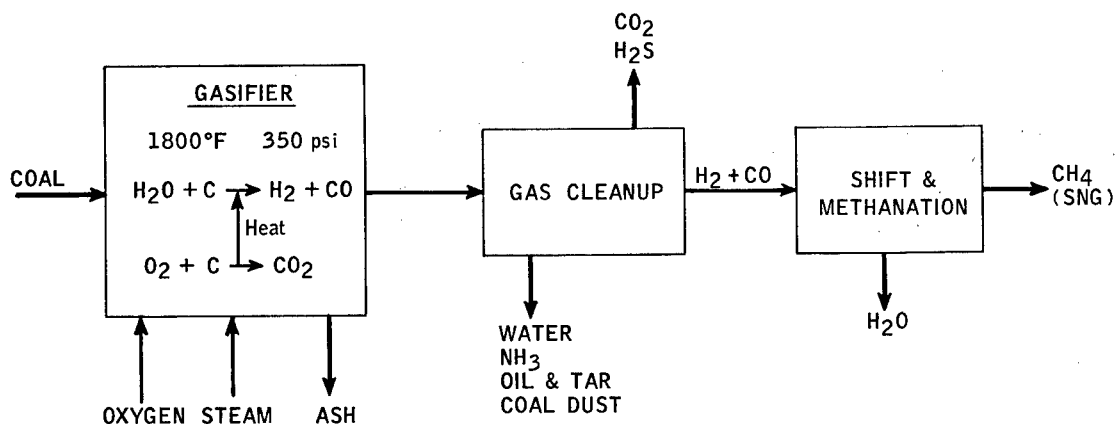 CO2
H2S
GASIFIER
1800°F 350 psi
COAL
H2O + C → H2 + CO
Heat
O2 + C → CO2
GAS CLEANUP
H2 + CO
SHIFT &
METHANATION
CH4
(SNG)
H2O
WATER
NH3
OIL & TAR
COAL DUST
OXYGEN STEAM ASH